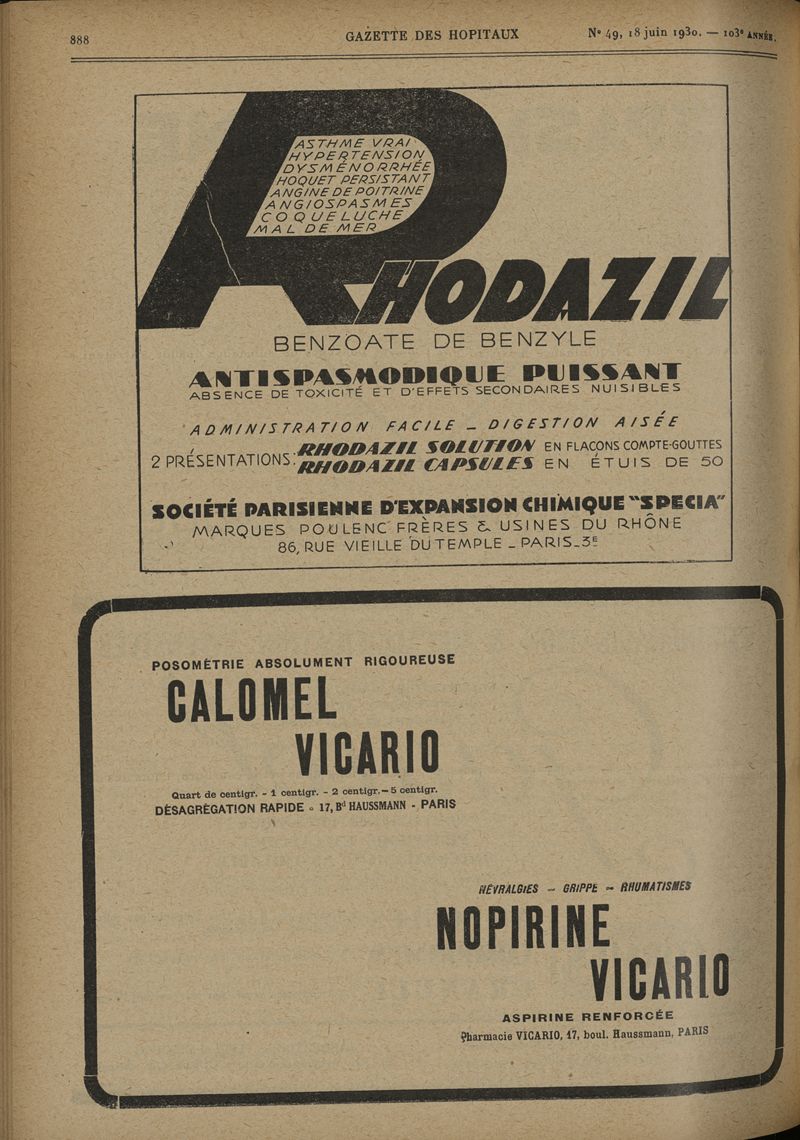 888
GAZETTE DES HOPITAUX
N° 49, 18 juin 1930. — 103e ANNÉE.
ASTHME VRAI
HYPERTENSION
DYSMÉNORRHÉE
HOQUET PERSISTANT
ANGINE DE POITRINE
ANGIOSPASMES
COQUELUCHE
MAL DE MER
RHODAZIL
BENZOATE DE BENZYLE
ANTISPASMODIQUE PUISSANT
ABSENCE DE TOXICITÉ ET D'EFFETS SECONDAIRES NUISIBLES
ADMINISTRATION FACILE _ DIGESTION AISÉE
2 PRÉSENTATIONS.
RHODAZIL SOLUTION EN FLACONS COMPTE-GOUTTES
RHODAZIL CAPSULES EN ÉTUIS DE 50
SOCIÉTÉ PARISIENNE D'EXPANSION CHIMIQUE "SPECIA"
MARQUES POULENC FRÈRES & USINES DU RHÔNE
86, RUE VIEILLE DU TEMPLE _ PARIS_3E
POSOMÉTRIE ABSOLUMENT RIGOUREUSE
CALOMEL
VICARIO
Quart de centigr. - 1 centigr. - 2 centigr. - 5 centigr.
DÉSAGRÉGATION RAPIDE - 17, Bd HAUSSMANN - PARIS
NÉVRALGIES - GRIPPE - RHUMATISMES
NOPIRINE
VICARIO
ASPIRINE RENFORCÉE
Pharmacie VICARIO, 17, boul. Haussmann, PARIS